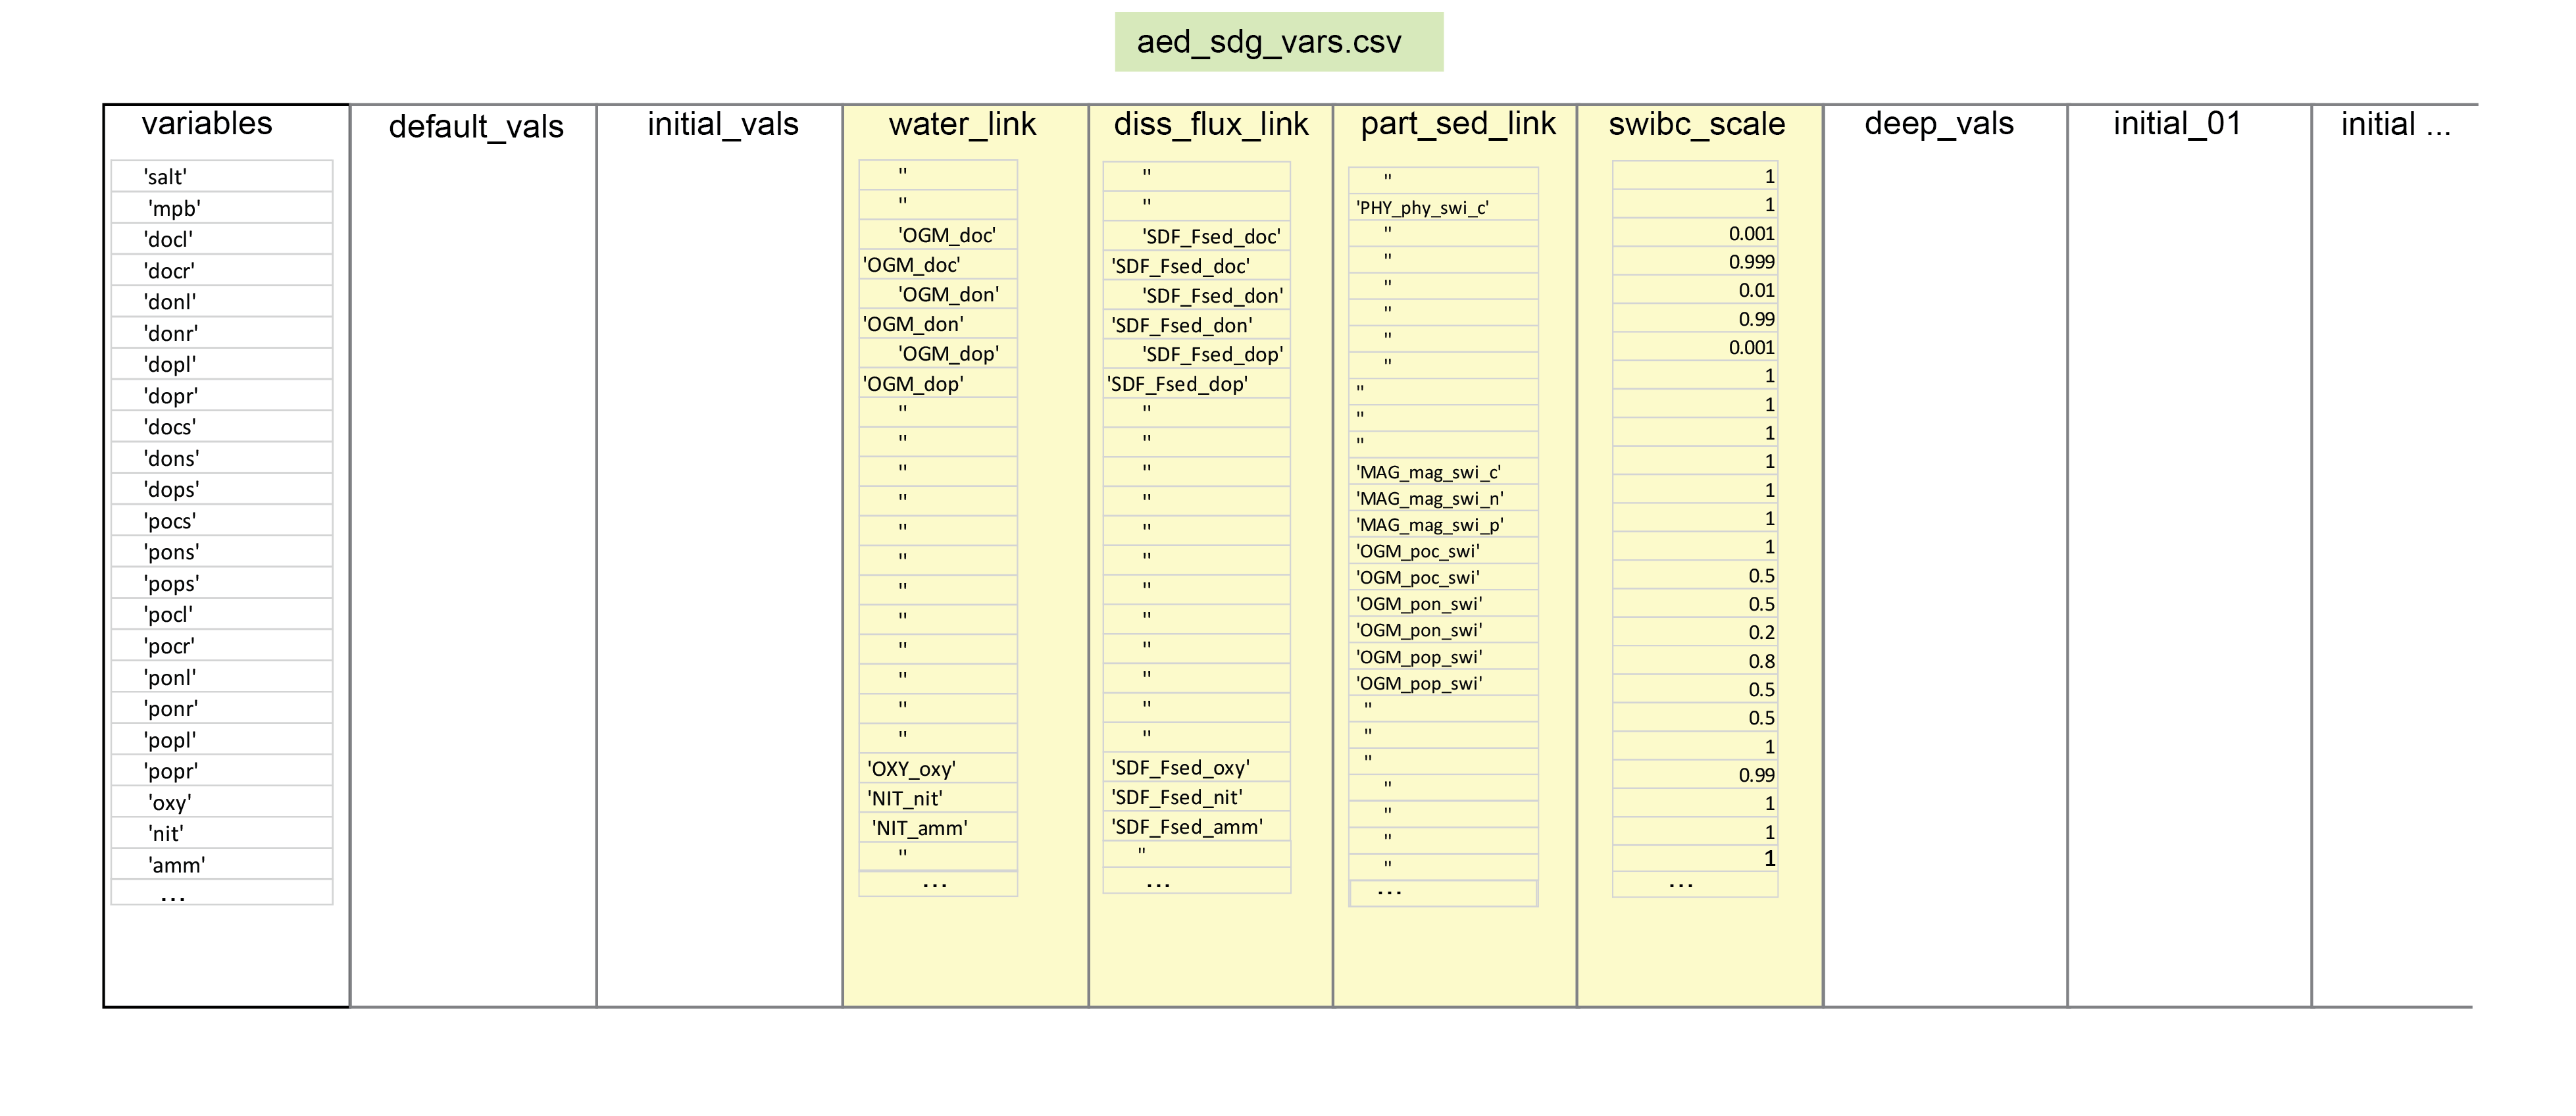 aed_sdg_vars.csv
variables
'salt'
'mpb'
'docl'
'docr'
'donl'
'donr'
'dopl'
'dopr'
'docs'
'dons'
'dops'
'pocs'
'pons'
'pops'
'pocl'
'pocr'
'ponl'
'ponr'
'popl'
'popr'
'oxy'
'nit'
'amm'
...
default_vals
initial_vals
water_link
''
''
'OGM_doc'
'OGM_doc'
'OGM_don'
'OGM_don'
'OGM_dop'
'OGM_dop'
''
''
''
''
''
''
''
''
''
''
''
''
'OXY_oxy'
'NIT_nit'
'NIT_amm'
''
...
diss_flux_link
''
''
'SDF_Fsed_doc'
'SDF_Fsed_doc'
'SDF_Fsed_don'
'SDF_Fsed_don'
'SDF_Fsed_dop'
'SDF_Fsed_dop'
''
''
''
''
''
''
''
''
''
''
''
''
'SDF_Fsed_oxy'
'SDF_Fsed_nit'
'SDF_Fsed_amm'
''
...
part_sed_link
''
'PHY_phy_swi_c'
''
''
''
''
''
''
''
''
''
'MAG_mag_swi_c'
'MAG_mag_swi_n'
'MAG_mag_swi_p'
'OGM_poc_swi'
'OGM_poc_swi'
'OGM_pon_swi'
'OGM_pon_swi'
'OGM_pop_swi'
'OGM_pop_swi'
''
''
''
''
''
''
''
...
swibc_scale
1
1
0.001
0.999
0.01
0.99
0.001
1
1
1
1
1
1
1
0.5
0.5
0.2
0.8
0.5
0.5
1
0.99
1
1
1
...
deep_vals
initial_01
initial ...